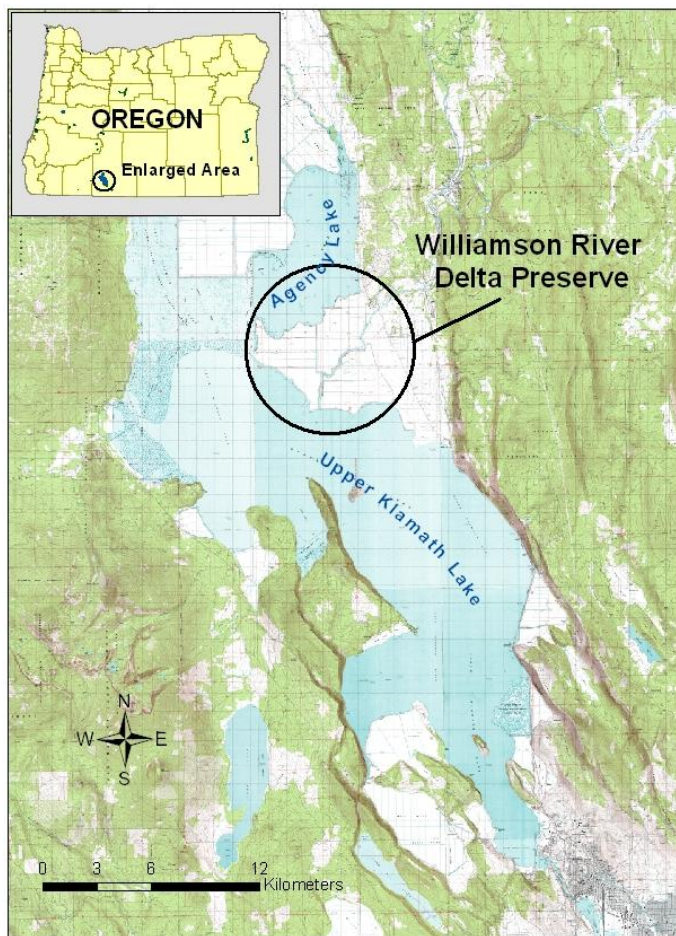 OREGON
Enlarged Area
Agency Lake
Williamson River
Delta Preserve
Upper Klamath Lake
N
W E
S
0 3 6 12
Kilometers